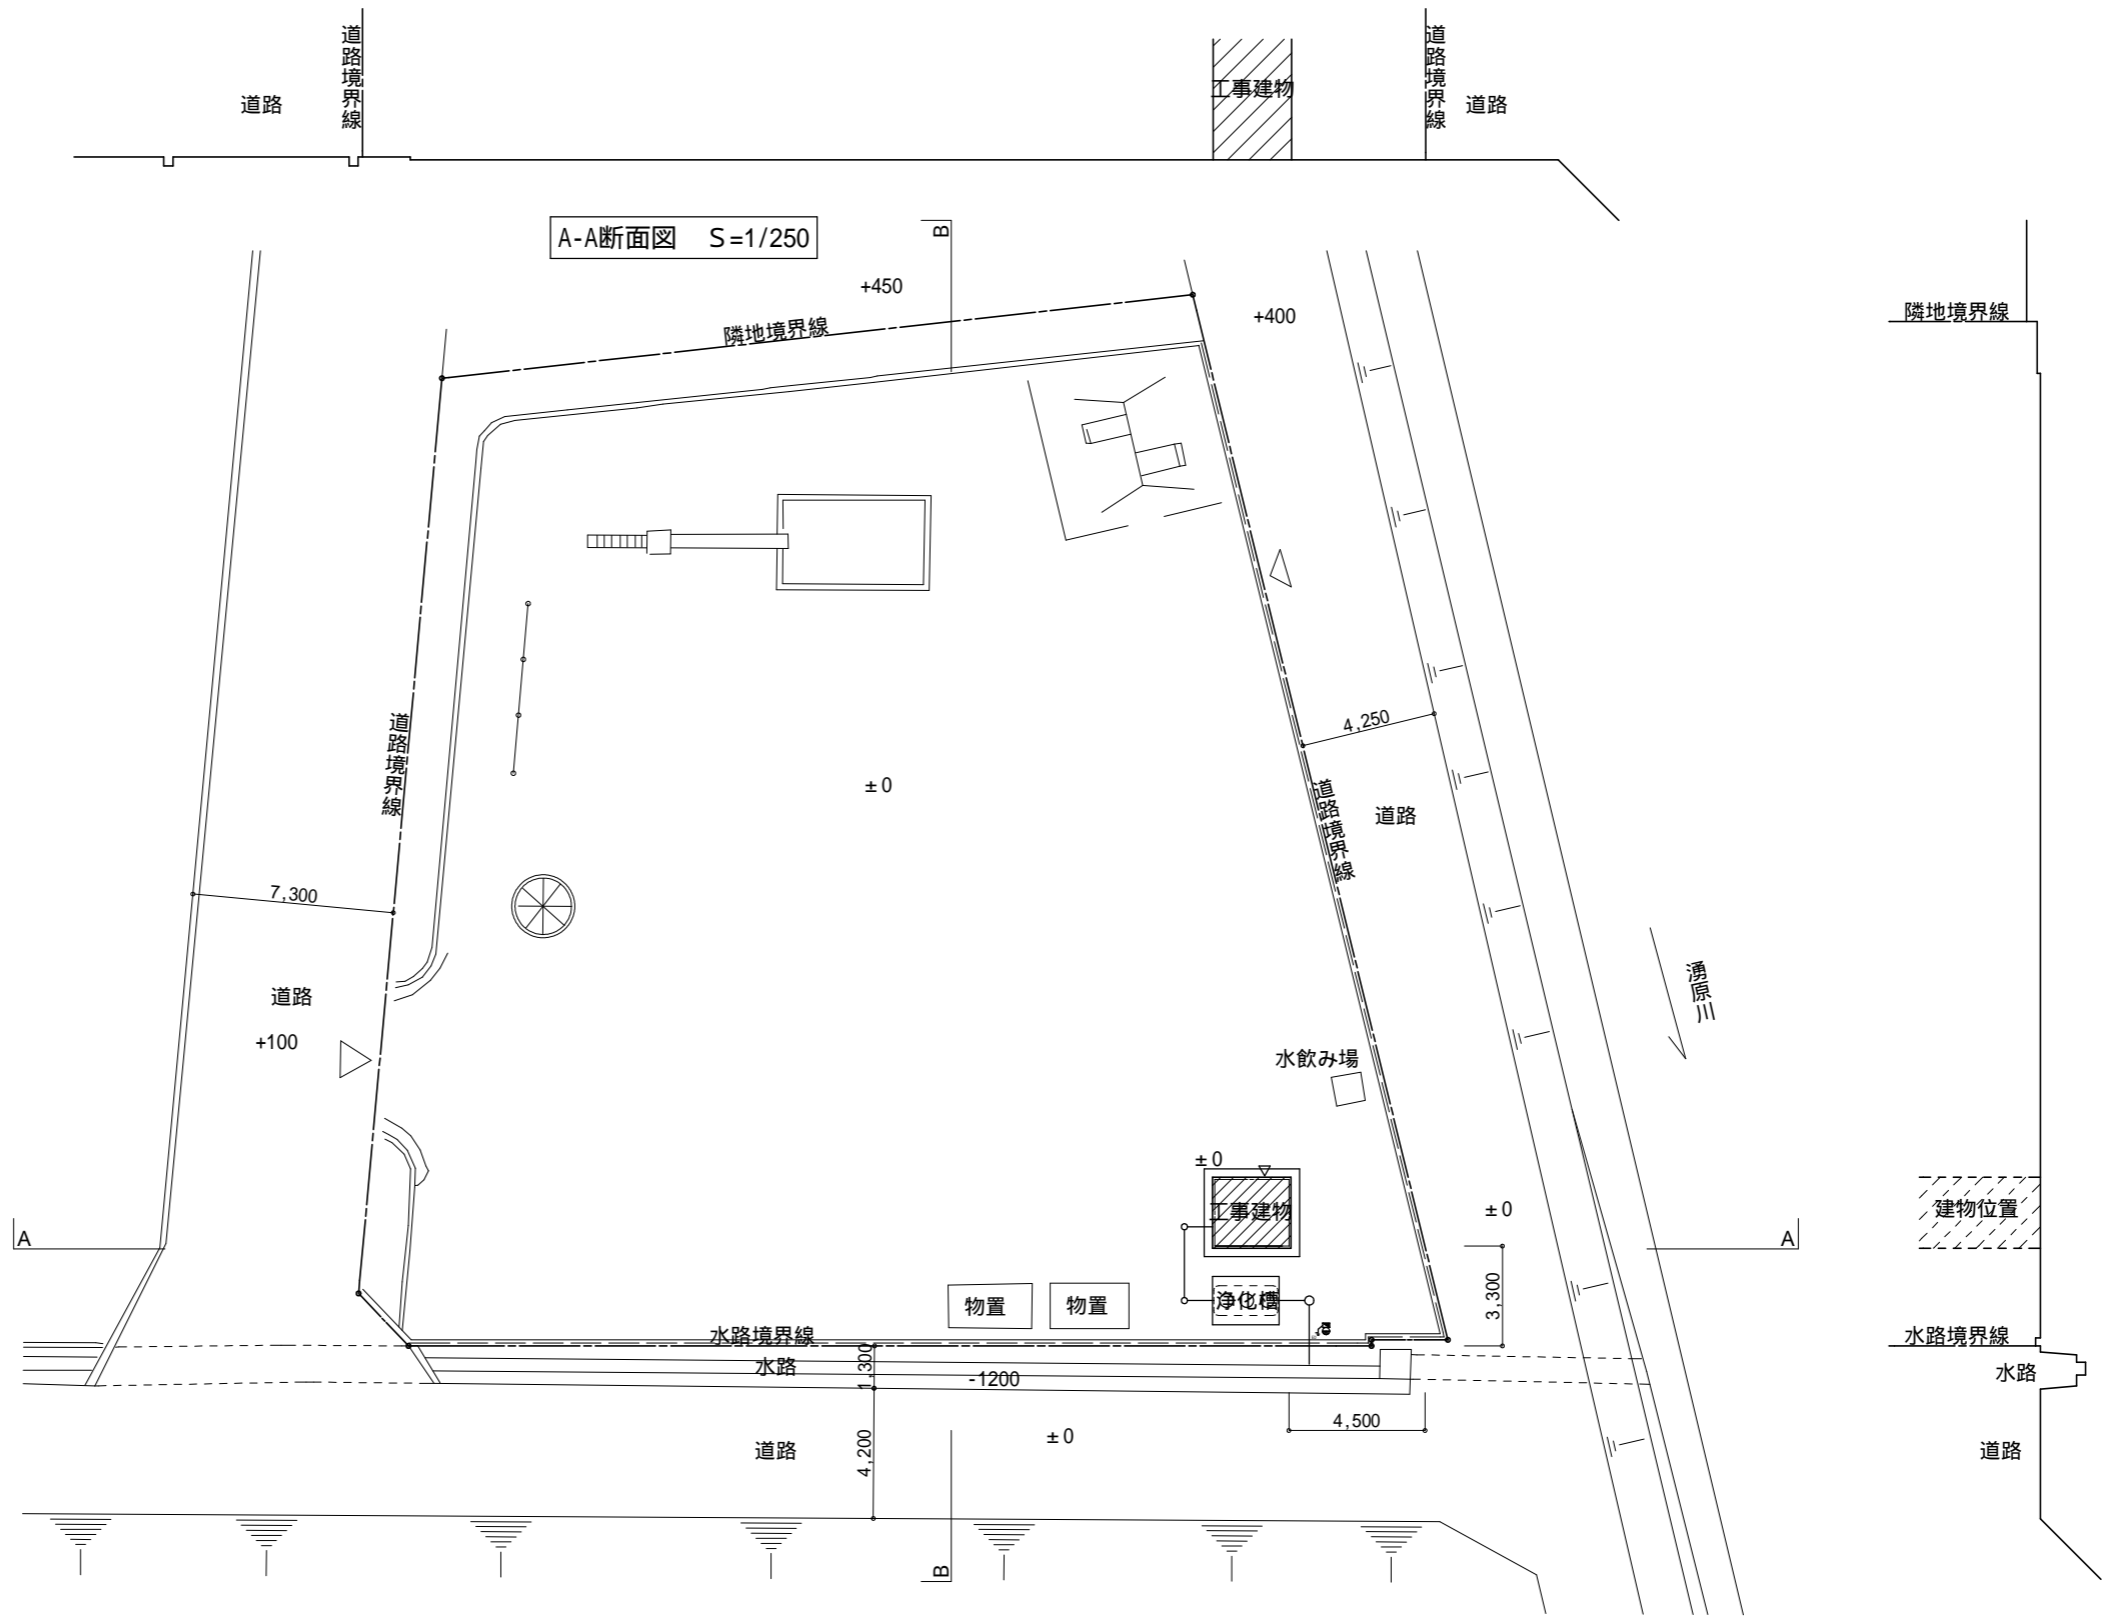 道路境界線
道路
工事建物
道路境界線
道路
A-A断面図 S=1/250
B
+450
+400
隣地境界線
隣地境界線
道路境界線
±0
4,250
道路境界線
道路
7,300
道路
+100
湧原川
水飲み場
±0
工事建物
±0
建物位置
A
A
物置
物置
浄化槽
3,300
水路境界線
水路境界線
水路
1,300
-1200
水路
4,500
道路
4,200
±0
道路
B